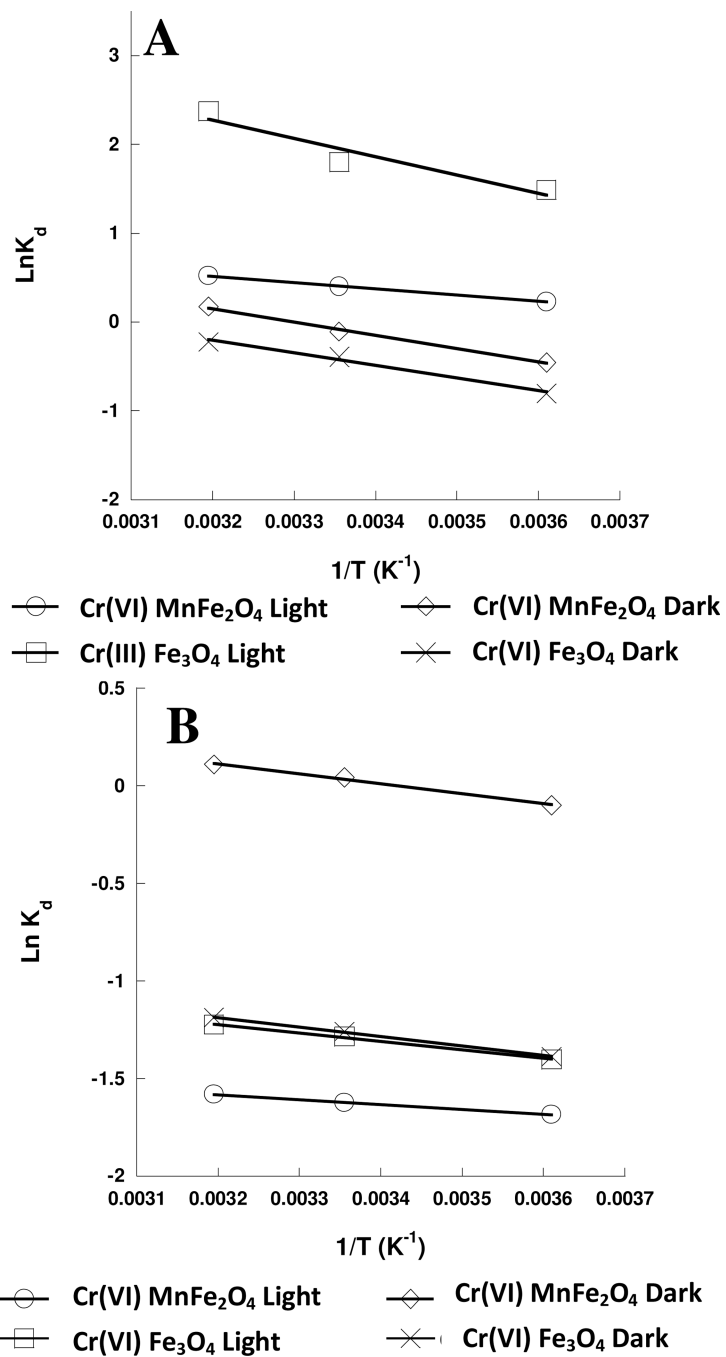 A
3
2
1
0
-1
-2
LnK_d
0.0031 0.0032 0.0033 0.0034 0.0035 0.0036 0.0037
1/T (K⁻¹)
Cr(VI) MnFe₂O₄ Light Cr(VI) MnFe₂O₄ Dark
Cr(III) Fe₃O₄ Light Cr(VI) Fe₃O₄ Dark
B
0.5
0
-0.5
-1
-1.5
-2
Ln K_d
0.0031 0.0032 0.0033 0.0034 0.0035 0.0036 0.0037
1/T (K⁻¹)
Cr(VI) MnFe₂O₄ Light Cr(VI) MnFe₂O₄ Dark
Cr(VI) Fe₃O₄ Light Cr(VI) Fe₃O₄ Dark